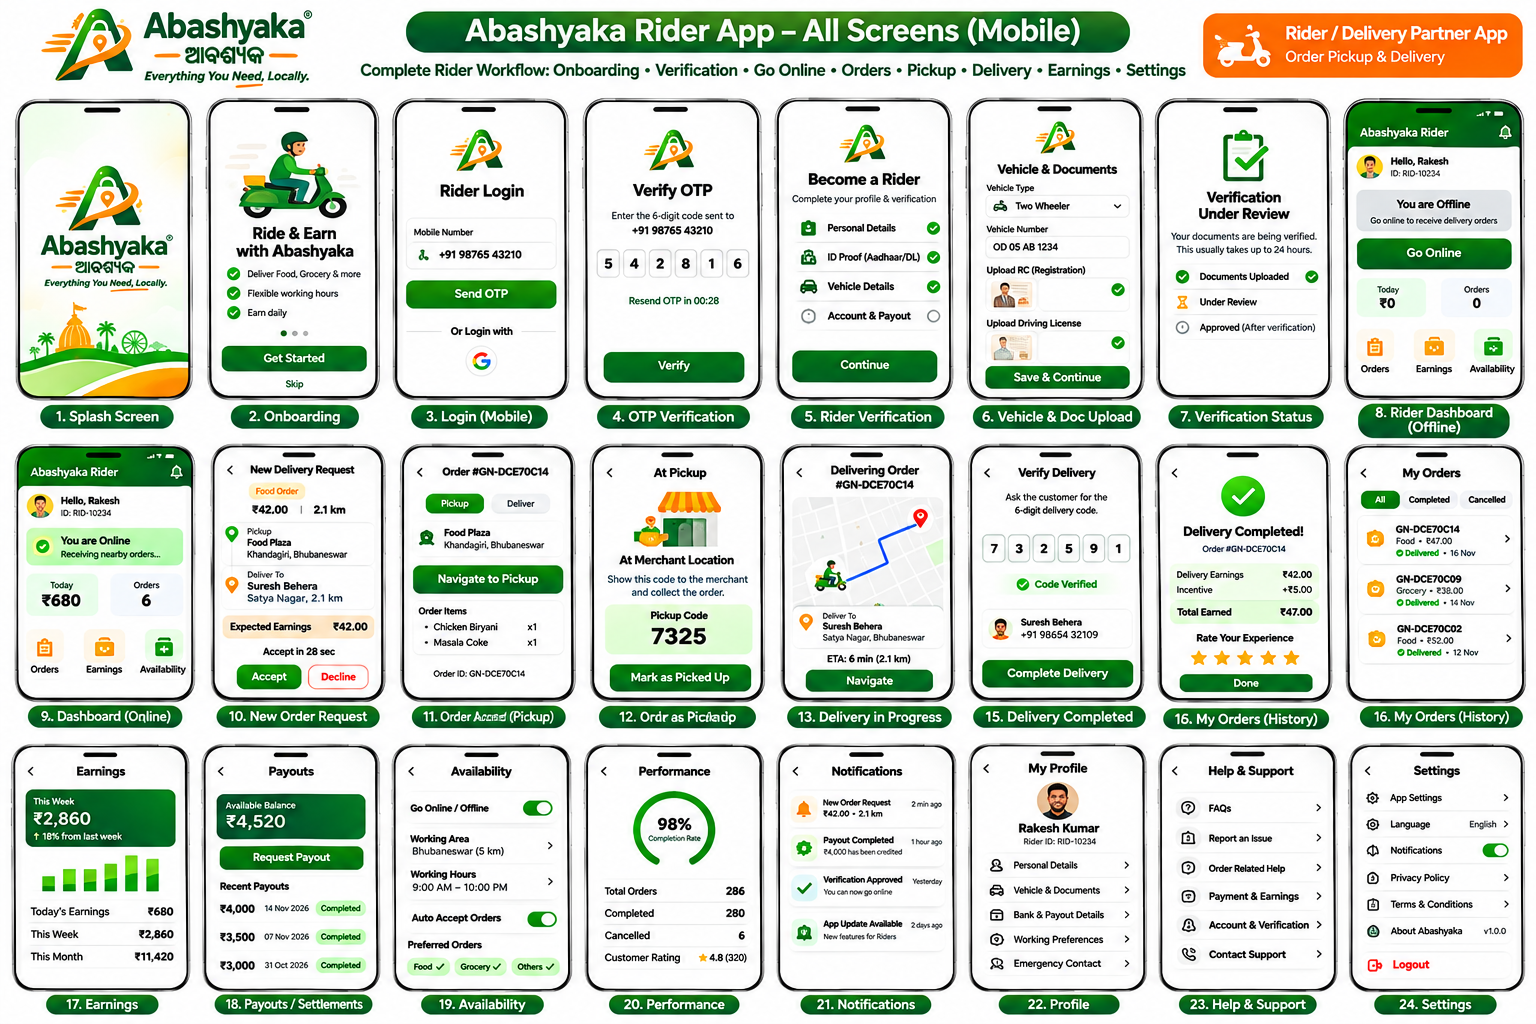 Abashyaka®
ଆବଶ୍ୟକ
Everything You Need, Locally.
Abashyaka Rider App – All Screens (Mobile)
Complete Rider Workflow: Onboarding • Verification • Go Online • Orders • Pickup • Delivery • Earnings • Settings
Rider / Delivery Partner App
Order Pickup & Delivery
Abashyaka®
ଆବଶ୍ୟକ
Everything You Need, Locally.
1. Splash Screen
Ride & Earn
with Abashyaka
Deliver Food, Grocery & more
Flexible working hours
Earn daily
Get Started
Skip
2. Onboarding
Rider Login
Mobile Number
+91 98765 43210
Send OTP
Or Login with
G
3. Login (Mobile)
Verify OTP
Enter the 6-digit code sent to
+91 98765 43210
5 4 2 8 1 6
Resend OTP in 00:28
Verify
4. OTP Verification
Become a Rider
Complete your profile & verification
Personal Details
ID Proof (Aadhaar/DL)
Vehicle Details
Account & Payout
Continue
5. Rider Verification
Vehicle & Documents
Vehicle Type
Two Wheeler
Vehicle Number
OD 05 AB 1234
Upload RC (Registration)
Upload Driving License
Save & Continue
6. Vehicle & Doc Upload
Verification
Under Review
Your documents are being verified.
This usually takes up to 24 hours.
Documents Uploaded
Under Review
Approved (After verification)
7. Verification Status
Abashyaka Rider
Hello, Rakesh
ID: RID-10234
You are Offline
Go online to receive delivery orders
Go Online
Today
₹0
Orders
0
Orders
Earnings
Availability
8. Rider Dashboard
(Offline)
Abashyaka Rider
Hello, Rakesh
ID: RID-10234
You are Online
Receiving nearby orders...
Today
₹680
Orders
6
Orders
Earnings
Availability
9. Dashboard (Online)
New Delivery Request
Food Order
₹42.00 | 2.1 km
Pickup
Food Plaza
Khandagiri, Bhubaneswar
Deliver To
Suresh Behera
Satya Nagar, 2.1 km
Expected Earnings ₹42.00
Accept in 28 sec
Accept
Decline
10. New Order Request
Order #GN-DCE70C14
Pickup
Deliver
Food Plaza
Khandagiri, Bhubaneswar
Navigate to Pickup
Order Items
• Chicken Biryani x1
• Masala Coke x1
Order ID: GN-DCE70C14
11. Order (Pickup)
At Pickup
At Merchant Location
Show this code to the merchant
and collect the order.
Pickup Code
7325
Mark as Picked Up
12. as
Delivering Order
#GN-DCE70C14
Deliver To
Suresh Behera
Satya Nagar, Bhubaneswar
ETA: 6 min (2.1 km)
Navigate
13. Delivery in Progress
Verify Delivery
Ask the customer for the
6-digit delivery code.
7 3 2 5 9 1
Code Verified
Suresh Behera
+91 98654 32109
Complete Delivery
15. Delivery Completed
Delivery Completed!
Order #GN-DCE70C14
Delivery Earnings ₹42.00
Incentive +₹5.00
Total Earned ₹47.00
Rate Your Experience
Done
16. My Orders (History)
My Orders
All
Completed
Cancelled
GN-DCE70C14
Food • ₹47.00
Delivered • 16 Nov
GN-DCE70C09
Grocery • ₹38.00
Delivered • 14 Nov
GN-DCE70C02
Food • ₹52.00
Delivered • 12 Nov
16. My Orders (History)
Earnings
This Week
₹2,860
↑ 18% from last week
Today's Earnings ₹680
This Week ₹2,860
This Month ₹11,420
17. Earnings
Payouts
Available Balance
₹4,520
Request Payout
Recent Payouts
₹4,000 14 Nov 2026 Completed
₹3,500 07 Nov 2026 Completed
₹3,000 31 Oct 2026 Completed
18. Payouts / Settlements
Availability
Go Online / Offline
Working Area
Bhubaneswar (5 km)
Working Hours
9:00 AM – 10:00 PM
Auto Accept Orders
Preferred Orders
Food
Grocery
Others
19. Availability
Performance
98%
Completion Rate
Total Orders 286
Completed 280
Cancelled 6
Customer Rating 4.8 (320)
20. Performance
Notifications
New Order Request 2 min ago
₹42.00 • 2.1 km
Payout Completed 1 hour ago
₹4,000 has been credited
Verification Approved Yesterday
You can now go online
App Update Available 2 days ago
New features for Riders
21. Notifications
My Profile
Rakesh Kumar
Rider ID: RID-10234
Personal Details
Vehicle & Documents
Bank & Payout Details
Working Preferences
Emergency Contact
22. Profile
Help & Support
FAQs
Report an Issue
Order Related Help
Payment & Earnings
Account & Verification
Contact Support
23. Help & Support
Settings
App Settings
Language English
Notifications
Privacy Policy
Terms & Conditions
About Abashyaka v1.0.0
Logout
24. Settings